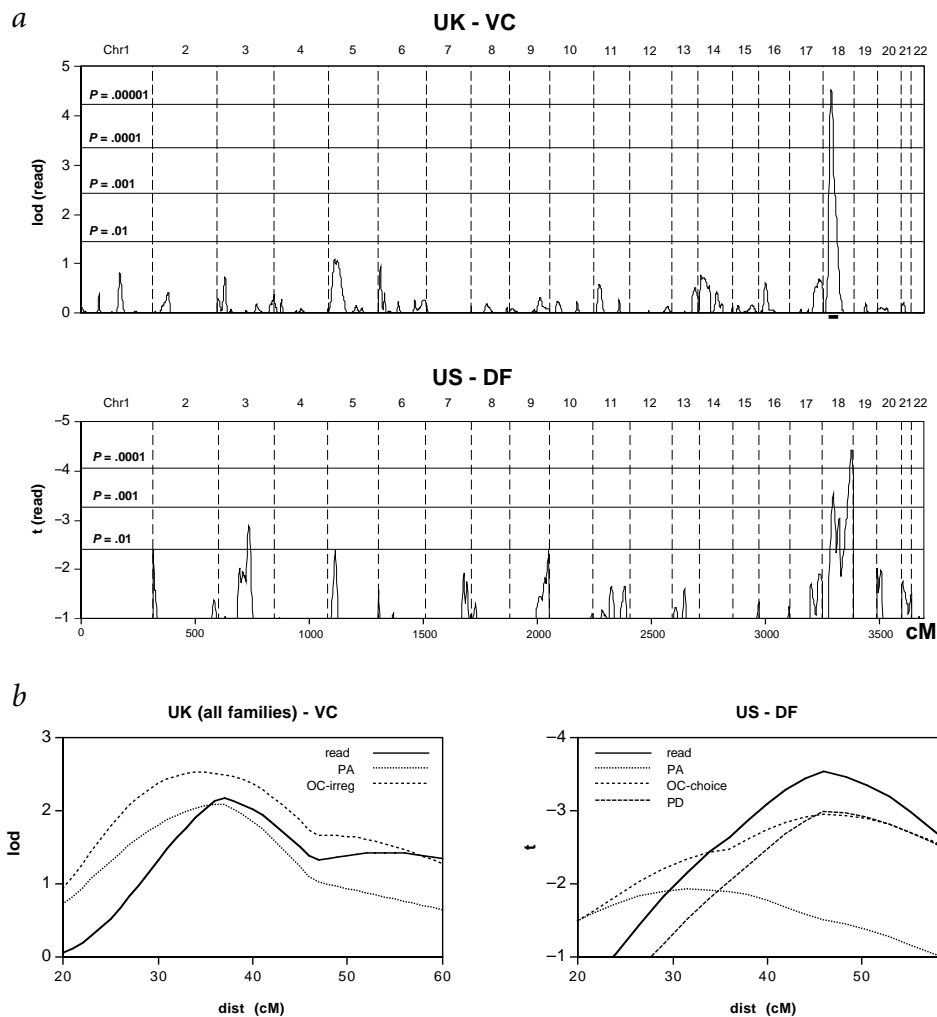 a
UK - VC
Chr1 2 3 4 5 6 7 8 9 10 11 12 13 14 15 16 17 18 19 20 21 22
5
P = .00001
4
P = .0001
3
P = .001
2
P = .01
1
0
lod (read)
US - DF
Chr1 2 3 4 5 6 7 8 9 10 11 12 13 14 15 16 17 18 19 20 21 22
–5
P = .0001
–4
P = .001
–3
P = .01
–2
–1
t (read)
0 500 1000 1500 2000 2500 3000 3500 cM
b
UK (all families) - VC
3
read
PA
OC-irreg
2
1
0
lod
20 30 40 50 60
dist (cM)
US - DF
–4
read
PA
OC-choice
PD
–3
–2
–1
t
20 30 40 50
dist (cM)